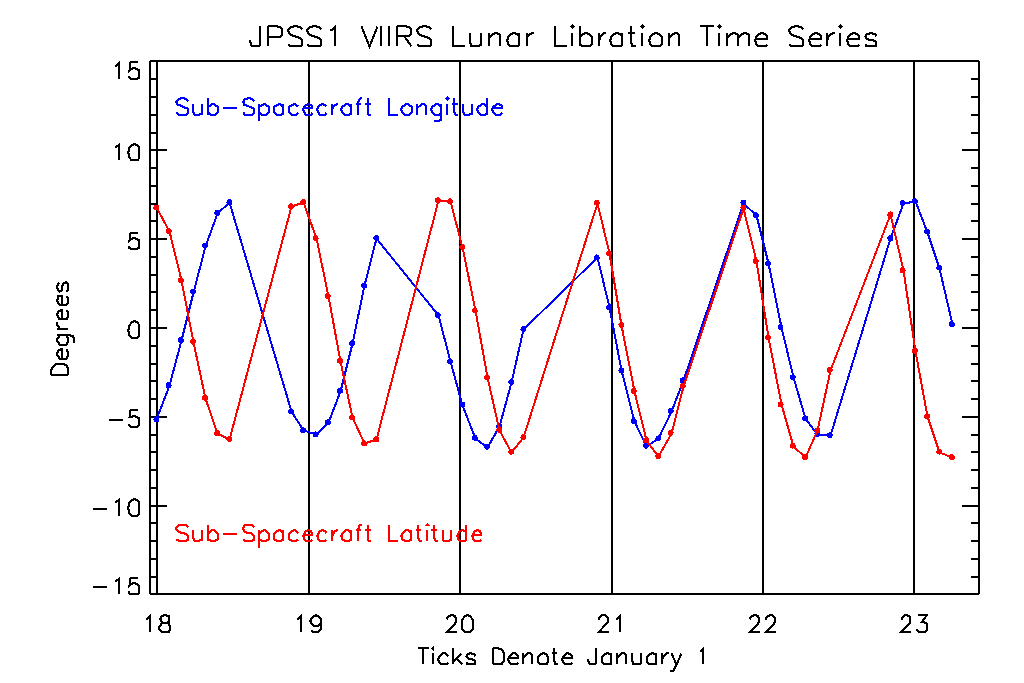 JPSS1 VIIRS Lunar Libration Time Series
15
Sub-Spacecraft Longitude
10
5
Degrees
0
-5
-10
Sub-Spacecraft Latitude
-15
18 19 20 21 22 23
Ticks Denote January 1